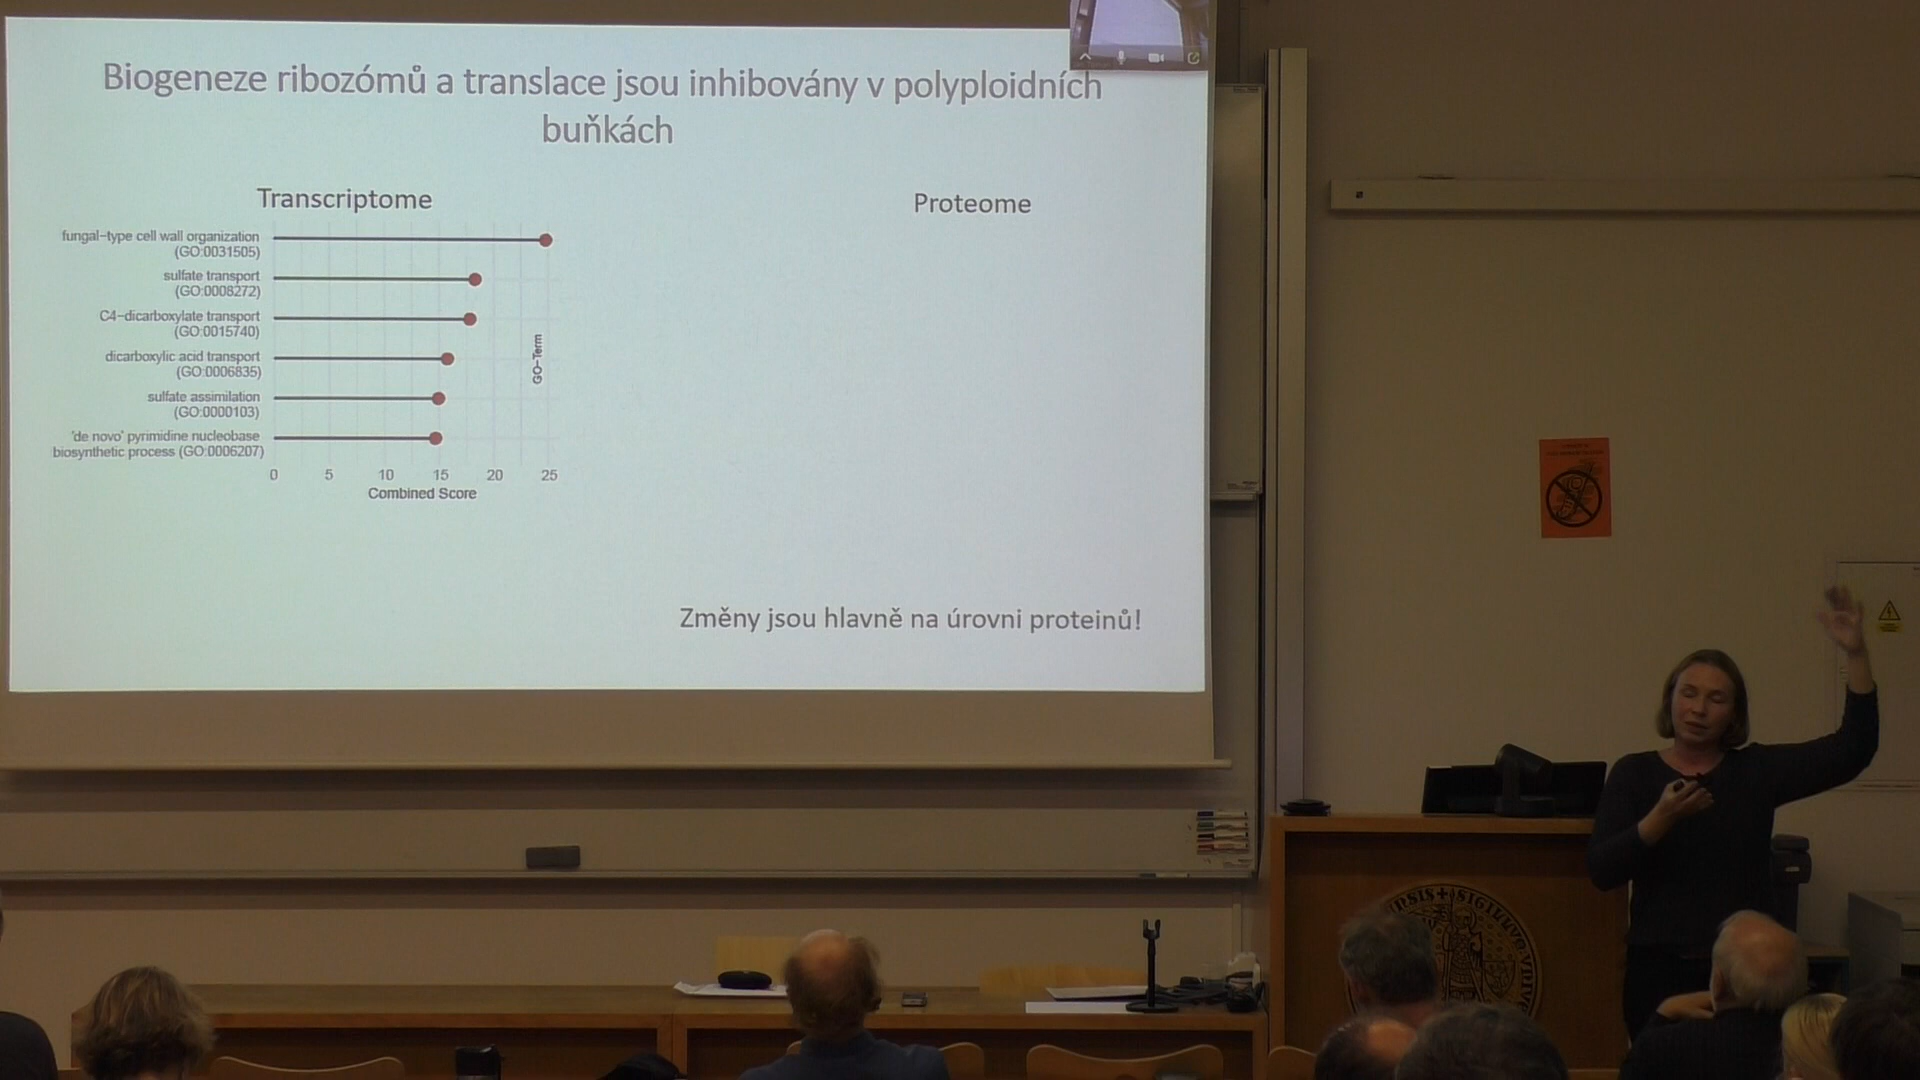 Biogeneze ribozómů a translace jsou inhibovány v polyploidních
buňkách
Transcriptome
Proteome
fungal-type cell wall organization
(GO:0031505)
sulfate transport
(GO:0008272)
C4-dicarboxylate transport
(GO:0015740)
dicarboxylic acid transport
(GO:0006835)
sulfate assimilation
(GO:0000103)
'de novo' pyrimidine nucleobase
biosynthetic process (GO:0006207)
GO-Term
0 5 10 15 20 25
Combined Score
Změny jsou hlavně na úrovni proteinů!